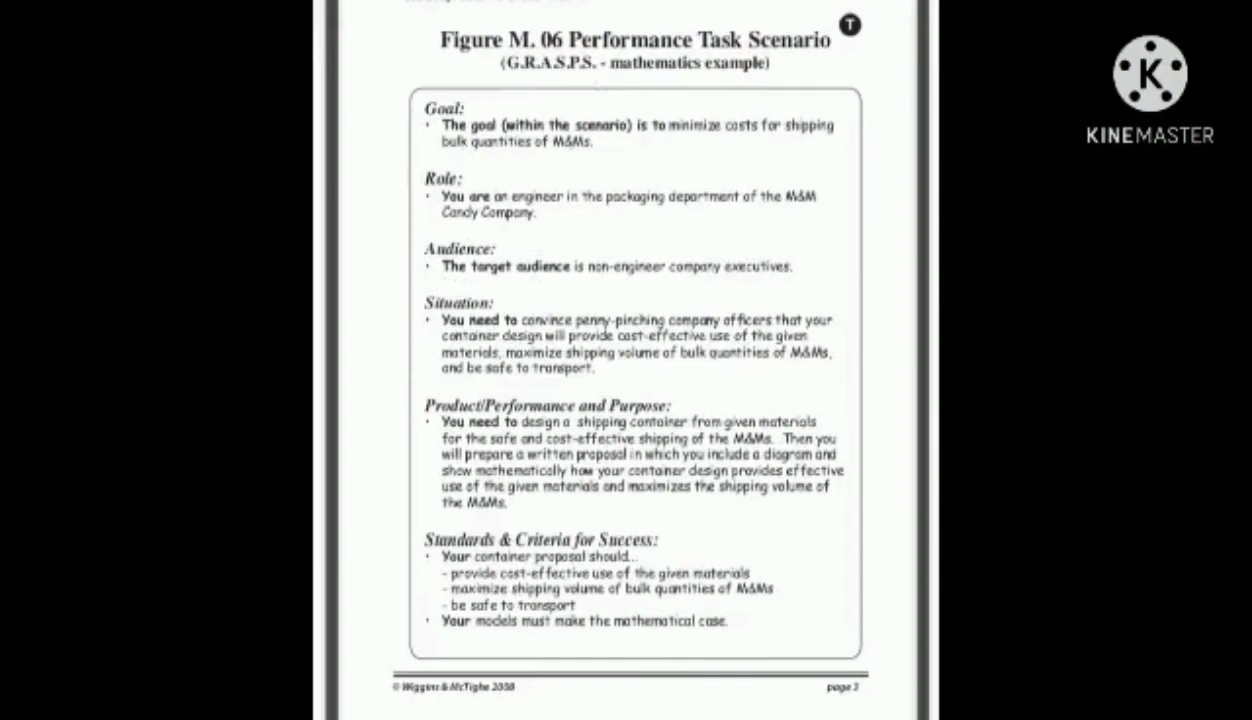 T
Figure M. 06 Performance Task Scenario
(G.R.A.S.P.S. - mathematics example)
Goal:
• The goal (within the scenario) is to minimize costs for shipping
bulk quantities of M&Ms.
Role:
• You are an engineer in the packaging department of the M&M
Candy Company.
Audience:
• The target audience is non-engineer company executives.
Situation:
• You need to convince penny-pinching company officers that your
container design will provide cost-effective use of the given
materials, maximize shipping volume of bulk quantities of M&Ms,
and be safe to transport.
Product/Performance and Purpose:
• You need to design a shipping container from given materials
for the safe and cost-effective shipping of the M&Ms. Then you
will prepare a written proposal in which you include a diagram and
show mathematically how your container design provides effective
use of the given materials and maximizes the shipping volume of
the M&Ms.
Standards & Criteria for Success:
• Your container proposal should...
- provide cost-effective use of the given materials
- maximize shipping volume of bulk quantities of M&Ms
- be safe to transport
• Your models must make the mathematical case.
© Wiggins & McTighe 2008
page 3
K
KINEMASTER